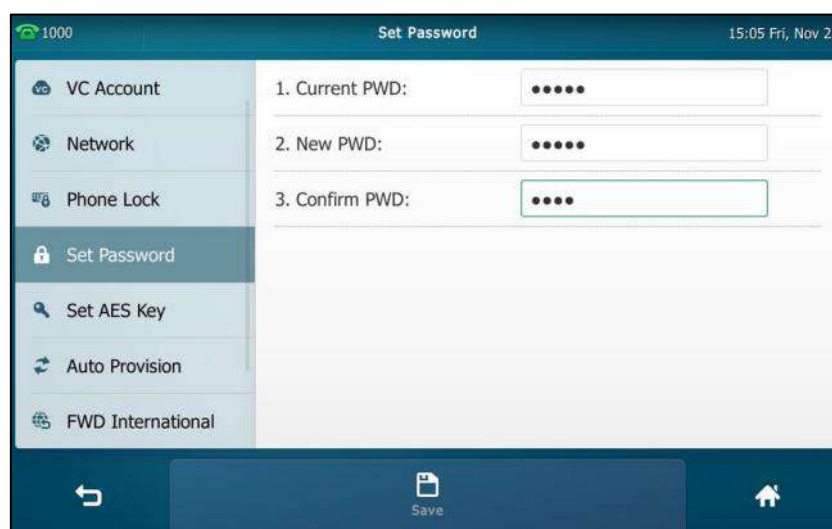 1000 Set Password 15:05 Fri, Nov 2
VC Account
Network
Phone Lock
Set Password
Set AES Key
Auto Provision
FWD International
1. Current PWD: •••••
2. New PWD: •••••
3. Confirm PWD: ••••
Save